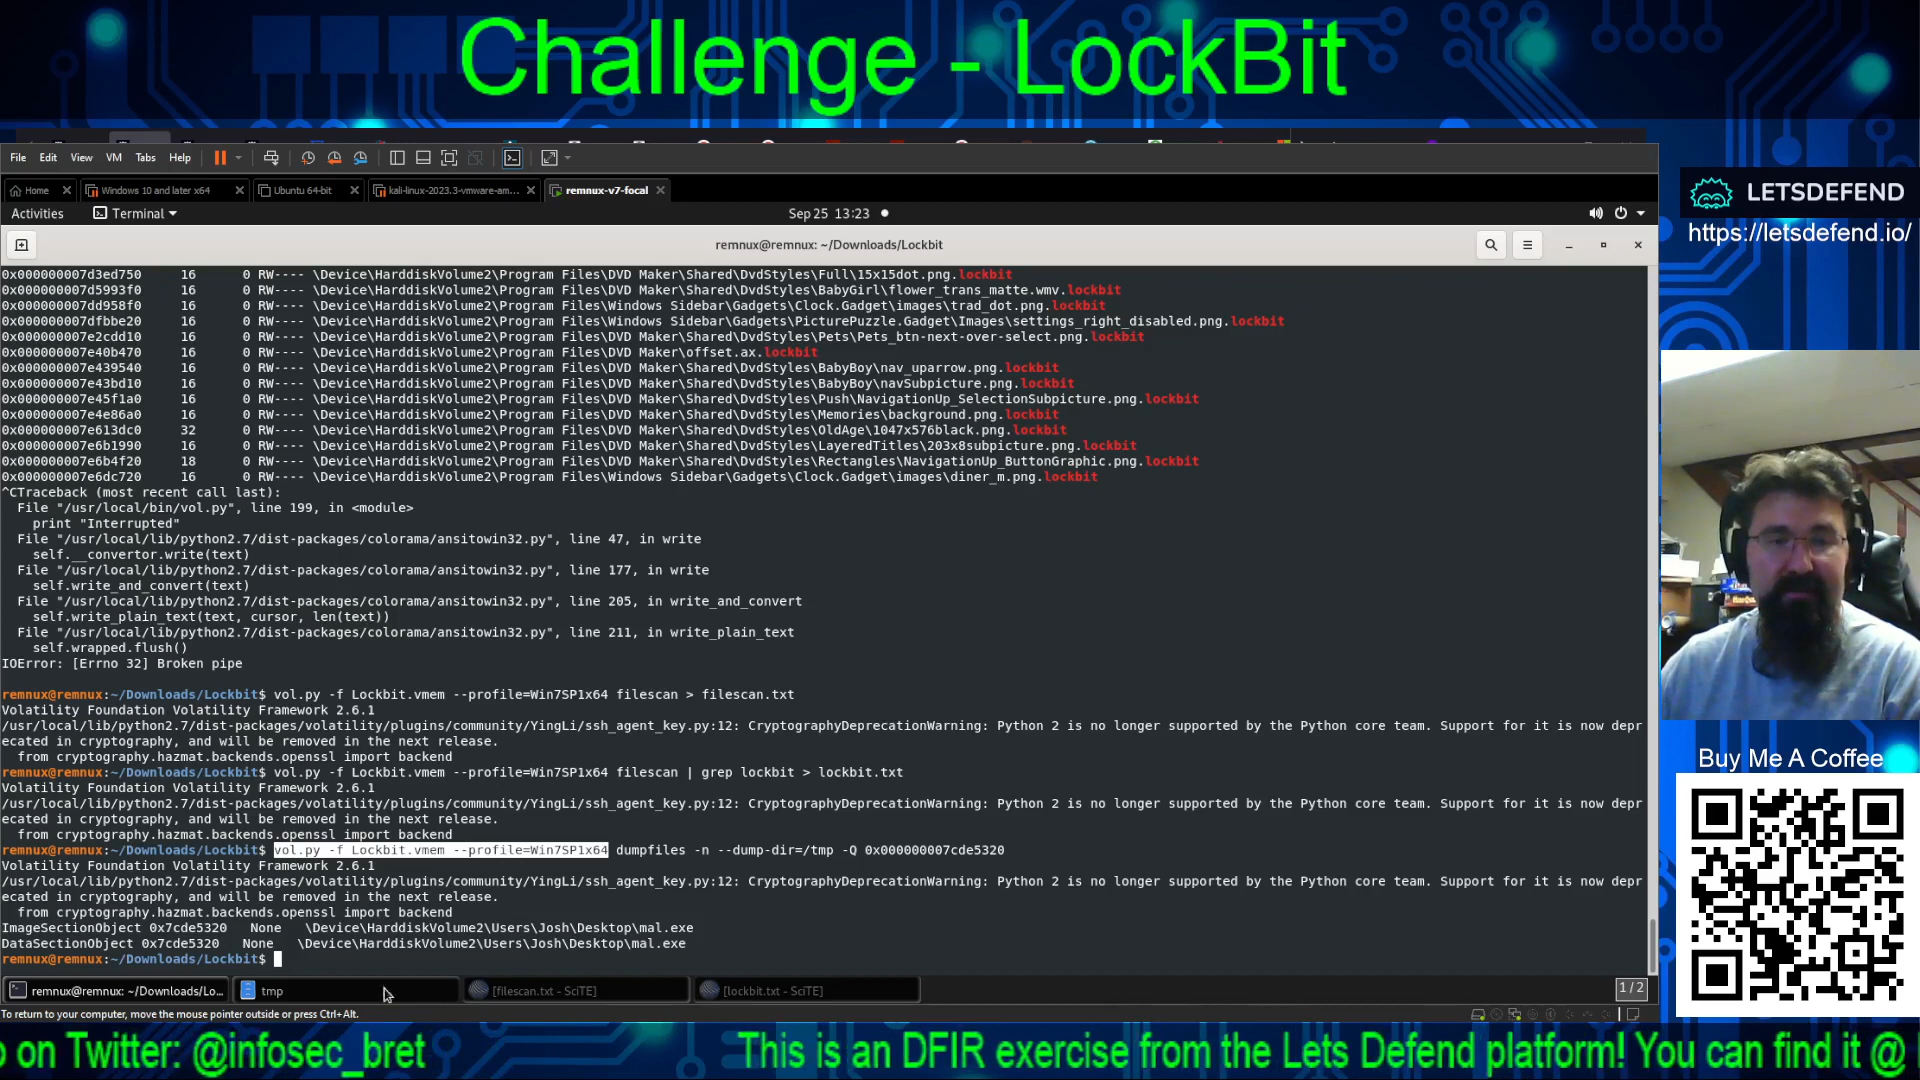 Challenge - LockBit
File Edit View VM Tabs Help
Home Windows 10 and later x64 Ubuntu 64-bit kali-linux-2023.3-vmware-am... remnux-v7-focal
LETSDEFEND
https://letsdefend.io/
Activities Terminal Sep 25 13:23
remnux@remnux: ~/Downloads/Lockbit
0x000000007d3ed750 16 0 RW---- \Device\HarddiskVolume2\Program Files\DVD Maker\Shared\DvdStyles\Full\15x15dot.png.lockbit
0x000000007d5993f0 16 0 RW---- \Device\HarddiskVolume2\Program Files\DVD Maker\Shared\DvdStyles\BabyGirl\flower_trans_matte.wmv.lockbit
0x000000007dd958f0 16 0 RW---- \Device\HarddiskVolume2\Program Files\Windows Sidebar\Gadgets\Clock.Gadget\images\trad_dot.png.lockbit
0x000000007dfbbe20 16 0 RW---- \Device\HarddiskVolume2\Program Files\Windows Sidebar\Gadgets\PicturePuzzle.Gadget\Images\settings_right_disabled.png.lockbit
0x000000007e2cdd10 16 0 RW---- \Device\HarddiskVolume2\Program Files\DVD Maker\Shared\DvdStyles\Pets\Pets_btn-next-over-select.png.lockbit
0x000000007e40b470 16 0 RW---- \Device\HarddiskVolume2\Program Files\DVD Maker\offset.ax.lockbit
0x000000007e439540 16 0 RW---- \Device\HarddiskVolume2\Program Files\DVD Maker\Shared\DvdStyles\BabyBoy\nav_uparrow.png.lockbit
0x000000007e43bd10 16 0 RW---- \Device\HarddiskVolume2\Program Files\DVD Maker\Shared\DvdStyles\BabyBoy\navSubpicture.png.lockbit
0x000000007e45f1a0 16 0 RW---- \Device\HarddiskVolume2\Program Files\DVD Maker\Shared\DvdStyles\Push\NavigationUp_SelectionSubpicture.png.lockbit
0x000000007e4e86a0 16 0 RW---- \Device\HarddiskVolume2\Program Files\DVD Maker\Shared\DvdStyles\Memories\background.png.lockbit
0x000000007e613dc0 32 0 RW---- \Device\HarddiskVolume2\Program Files\DVD Maker\Shared\DvdStyles\OldAge\1047x576black.png.lockbit
0x000000007e6b1990 16 0 RW---- \Device\HarddiskVolume2\Program Files\DVD Maker\Shared\DvdStyles\LayeredTitles\203x8subpicture.png.lockbit
0x000000007e6b4f20 18 0 RW---- \Device\HarddiskVolume2\Program Files\DVD Maker\Shared\DvdStyles\Rectangles\NavigationUp_ButtonGraphic.png.lockbit
0x000000007e6dc720 16 0 RW---- \Device\HarddiskVolume2\Program Files\Windows Sidebar\Gadgets\Clock.Gadget\images\diner_m.png.lockbit
^CTraceback (most recent call last):
File "/usr/local/bin/vol.py", line 199, in <module>
print "Interrupted"
File "/usr/local/lib/python2.7/dist-packages/colorama/ansitowin32.py", line 47, in write
self.__convertor.write(text)
File "/usr/local/lib/python2.7/dist-packages/colorama/ansitowin32.py", line 177, in write
self.write_and_convert(text)
File "/usr/local/lib/python2.7/dist-packages/colorama/ansitowin32.py", line 205, in write_and_convert
self.write_plain_text(text, cursor, len(text))
File "/usr/local/lib/python2.7/dist-packages/colorama/ansitowin32.py", line 211, in write_plain_text
self.wrapped.flush()
IOError: [Errno 32] Broken pipe
remnux@remnux:~/Downloads/Lockbit$ vol.py -f Lockbit.vmem --profile=Win7SP1x64 filescan > filescan.txt
Volatility Foundation Volatility Framework 2.6.1
/usr/local/lib/python2.7/dist-packages/volatility/plugins/community/YingLi/ssh_agent_key.py:12: CryptographyDeprecationWarning: Python 2 is no longer supported by the Python core team. Support for it is now depr
ecated in cryptography, and will be removed in the next release.
from cryptography.hazmat.backends.openssl import backend
remnux@remnux:~/Downloads/Lockbit$ vol.py -f Lockbit.vmem --profile=Win7SP1x64 filescan | grep lockbit > lockbit.txt
Volatility Foundation Volatility Framework 2.6.1
/usr/local/lib/python2.7/dist-packages/volatility/plugins/community/YingLi/ssh_agent_key.py:12: CryptographyDeprecationWarning: Python 2 is no longer supported by the Python core team. Support for it is now depr
ecated in cryptography, and will be removed in the next release.
from cryptography.hazmat.backends.openssl import backend
remnux@remnux:~/Downloads/Lockbit$ vol.py -f Lockbit.vmem --profile=Win7SP1x64 dumpfiles -n --dump-dir=/tmp -Q 0x000000007cde5320
Volatility Foundation Volatility Framework 2.6.1
/usr/local/lib/python2.7/dist-packages/volatility/plugins/community/YingLi/ssh_agent_key.py:12: CryptographyDeprecationWarning: Python 2 is no longer supported by the Python core team. Support for it is now depr
ecated in cryptography, and will be removed in the next release.
from cryptography.hazmat.backends.openssl import backend
ImageSectionObject 0x7cde5320 None \Device\HarddiskVolume2\Users\Josh\Desktop\mal.exe
DataSectionObject 0x7cde5320 None \Device\HarddiskVolume2\Users\Josh\Desktop\mal.exe
remnux@remnux:~/Downloads/Lockbit$
remnux@remnux: ~/Downloads/Lo... tmp [filescan.txt - SciTE] [lockbit.txt - SciTE] 1/2
To return to your computer, move the mouse pointer outside or press Ctrl+Alt.
Buy Me A Coffee
o on Twitter: @infosec_bret This is an DFIR exercise from the Lets Defend platform! You can find it @